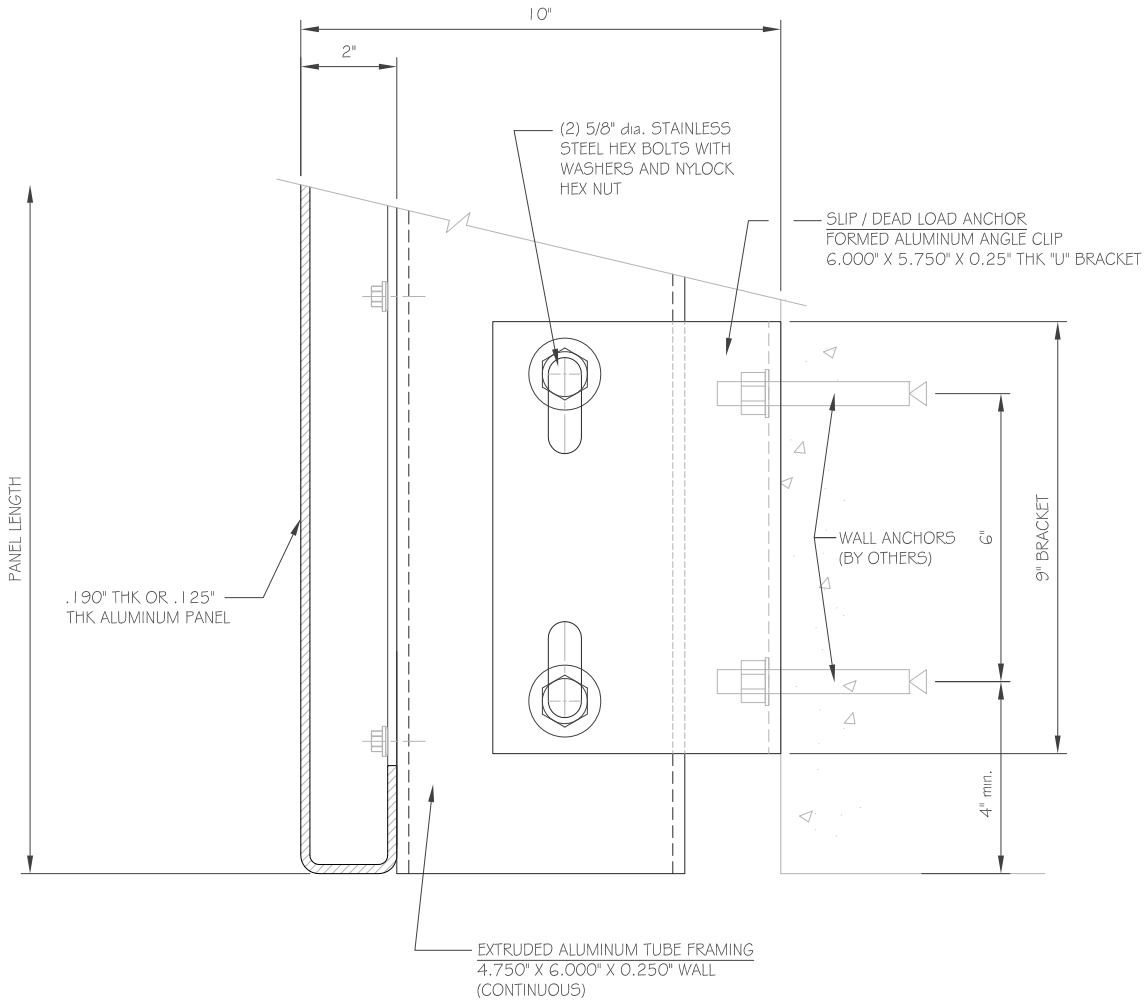 10"
2"
(2) 5/8" dia. STAINLESS
STEEL HEX BOLTS WITH
WASHERS AND NYLOCK
HEX NUT
SLIP / DEAD LOAD ANCHOR
FORMED ALUMINUM ANGLE CLIP
6.000" X 5.750" X 0.25" THK "U" BRACKET
PANEL LENGTH
WALL ANCHORS
(BY OTHERS)
6"
9" BRACKET
.190" THK OR .125"
THK ALUMINUM PANEL
4" min.
EXTRUDED ALUMINUM TUBE FRAMING
4.750" X 6.000" X 0.250" WALL
(CONTINUOUS)